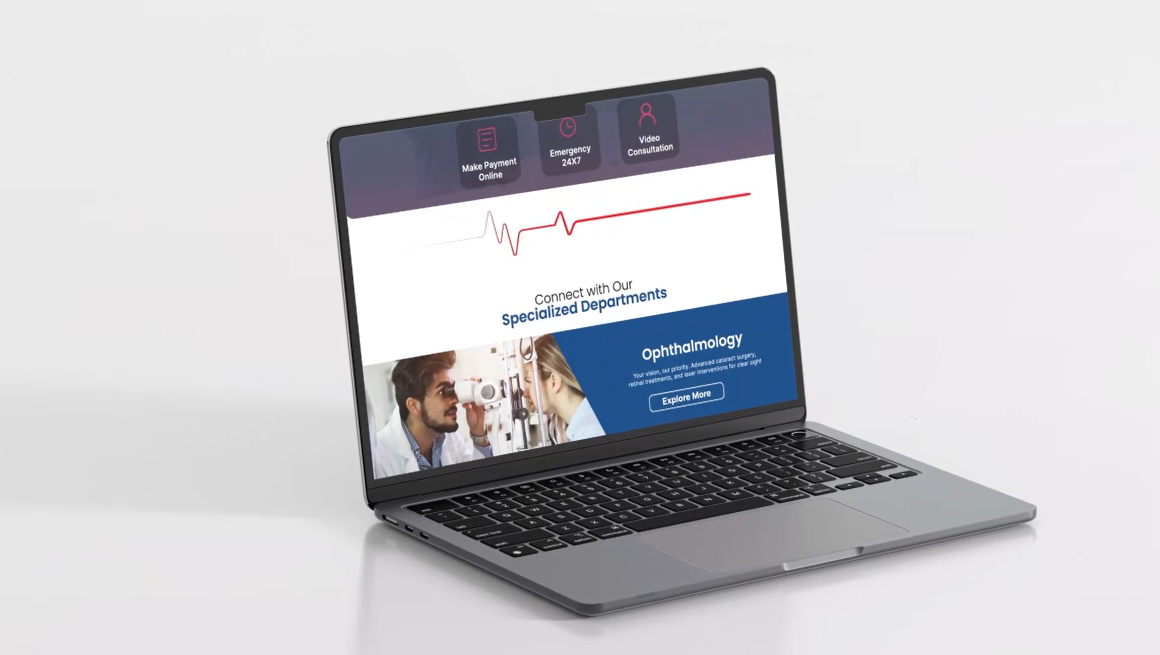 Make Payment
Online
Emergency
24X7
Video
Consultation
Connect with Our
Specialized Departments
Ophthalmology
Your vision, our priority. Advanced cataract surgery,
retinal treatments, and laser interventions for clear sight
Explore More